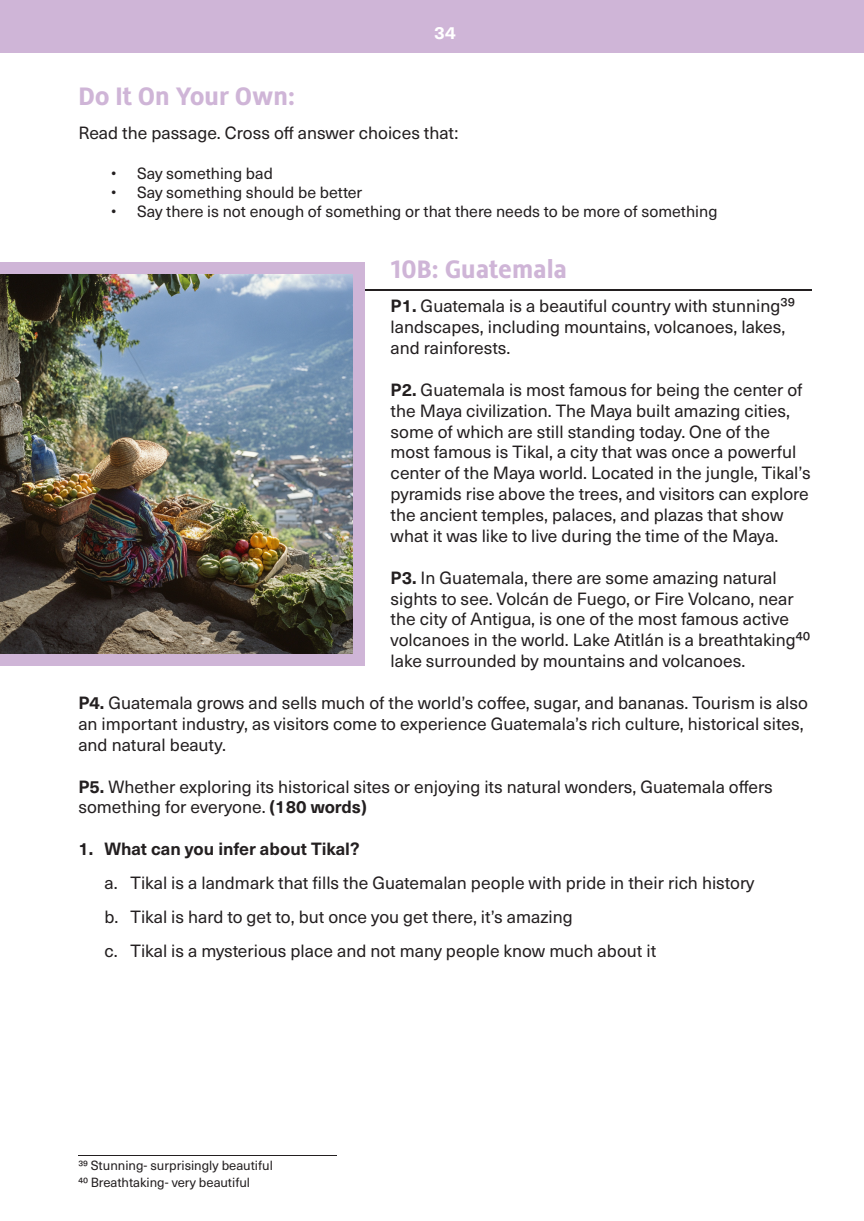 34
Do It On Your Own:
Read the passage. Cross off answer choices that:
• Say something bad
• Say something should be better
• Say there is not enough of something or that there needs to be more of something
10B: Guatemala
P1. Guatemala is a beautiful country with stunning³⁹
landscapes, including mountains, volcanoes, lakes,
and rainforests.
P2. Guatemala is most famous for being the center of
the Maya civilization. The Maya built amazing cities,
some of which are still standing today. One of the
most famous is Tikal, a city that was once a powerful
center of the Maya world. Located in the jungle, Tikal’s
pyramids rise above the trees, and visitors can explore
the ancient temples, palaces, and plazas that show
what it was like to live during the time of the Maya.
P3. In Guatemala, there are some amazing natural
sights to see. Volcán de Fuego, or Fire Volcano, near
the city of Antigua, is one of the most famous active
volcanoes in the world. Lake Atitlán is a breathtaking⁴⁰
lake surrounded by mountains and volcanoes.
P4. Guatemala grows and sells much of the world’s coffee, sugar, and bananas. Tourism is also
an important industry, as visitors come to experience Guatemala’s rich culture, historical sites,
and natural beauty.
P5. Whether exploring its historical sites or enjoying its natural wonders, Guatemala offers
something for everyone. (180 words)
1. What can you infer about Tikal?
a. Tikal is a landmark that fills the Guatemalan people with pride in their rich history
b. Tikal is hard to get to, but once you get there, it’s amazing
c. Tikal is a mysterious place and not many people know much about it
³⁹ Stunning- surprisingly beautiful
⁴⁰ Breathtaking- very beautiful